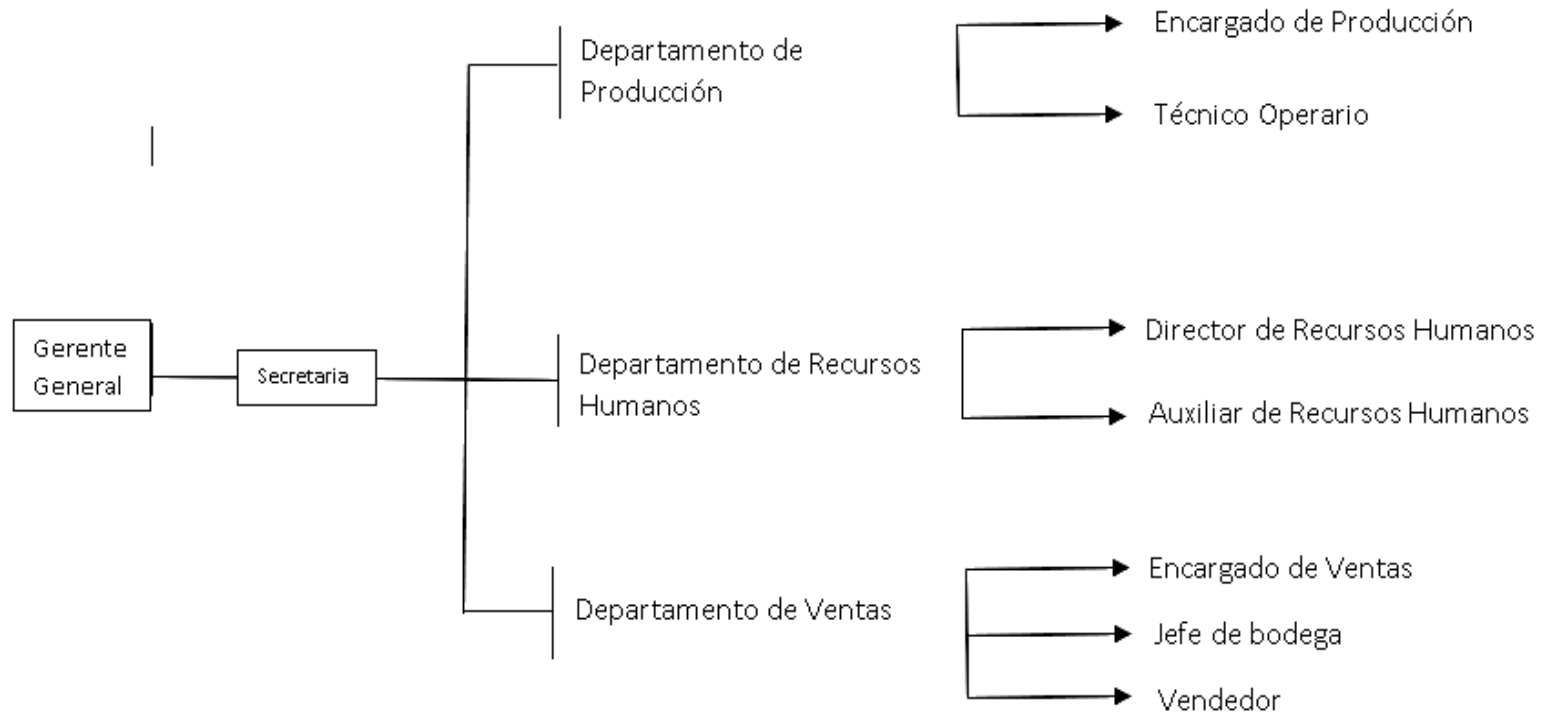 Gerente
General
Secretaria
Departamento de
Producción
Encargado de Producción
Técnico Operario
Departamento de Recursos
Humanos
Director de Recursos Humanos
Auxiliar de Recursos Humanos
Departamento de Ventas
Encargado de Ventas
Jefe de bodega
Vendedor